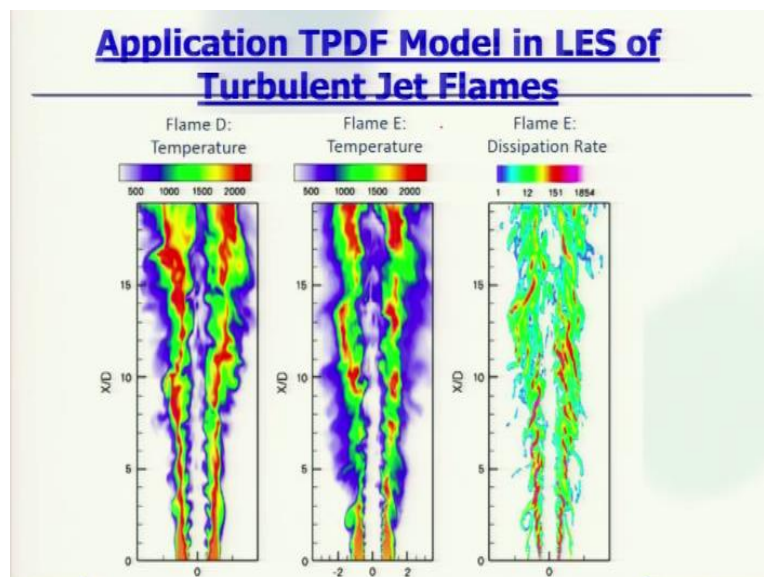 Application TPDF Model in LES of
Turbulent Jet Flames
Flame D:
Temperature
Flame E:
Temperature
Flame E:
Dissipation Rate
500 1000 1500 2000
500 1000 1500 2000
1 12 151 1854
15
10
5
0
X/D
0
15
10
5
0
X/D
-2 0 2
15
10
5
0
X/D
0